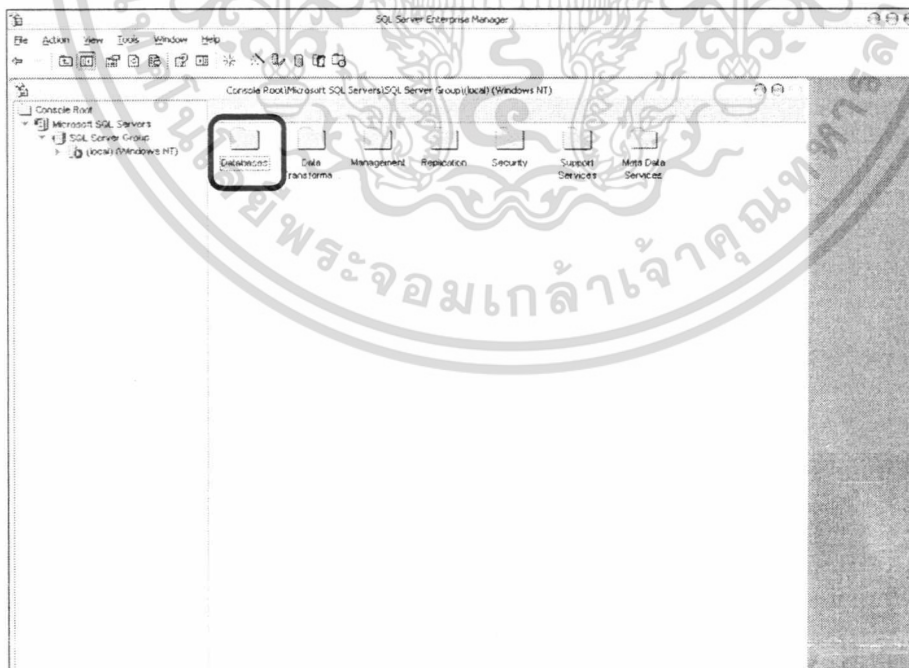 SQL Server Enterprise Manager
File Action View Tools Window Help
Console Root\Microsoft SQL Servers\SQL Server Group\(local) (Windows NT)
Console Root
Microsoft SQL Servers
SQL Server Group
(local) (Windows NT)
Databases
Data
ransforma
Management
Replication
Security
Support
Services
Meta Data
Services
พระจอมเกล้าเจ้าคุณทหาร